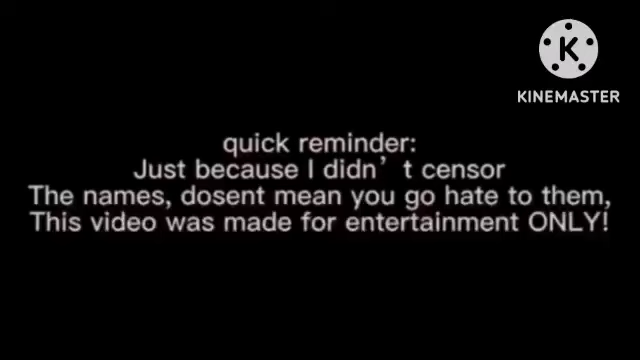 KINEMASTER
quick reminder:
Just because I didn't censor
The names, dosent mean you go hate to them,
This video was made for entertainment ONLY!